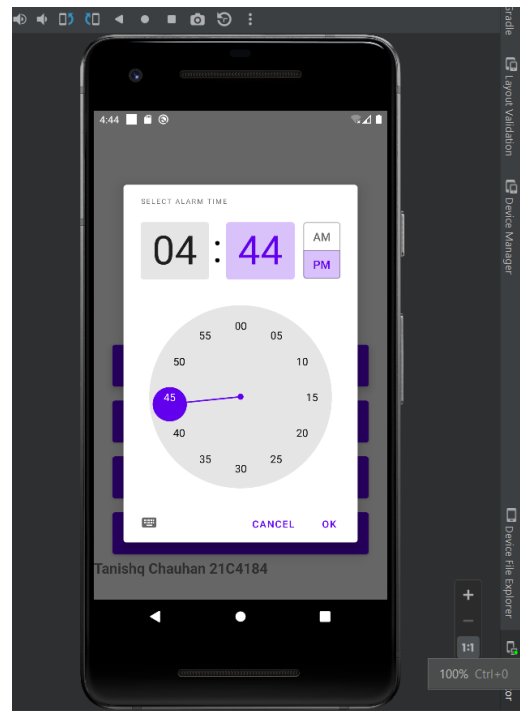 radle
Layout Validation
Device Manager
4:44
SELECT ALARM TIME
04 : 44
AM
PM
00
05
10
15
20
25
30
35
40
45
50
55
CANCEL OK
Tanishq Chauhan 21C4184
Device File Explorer
1:1
100% Ctrl+0
or